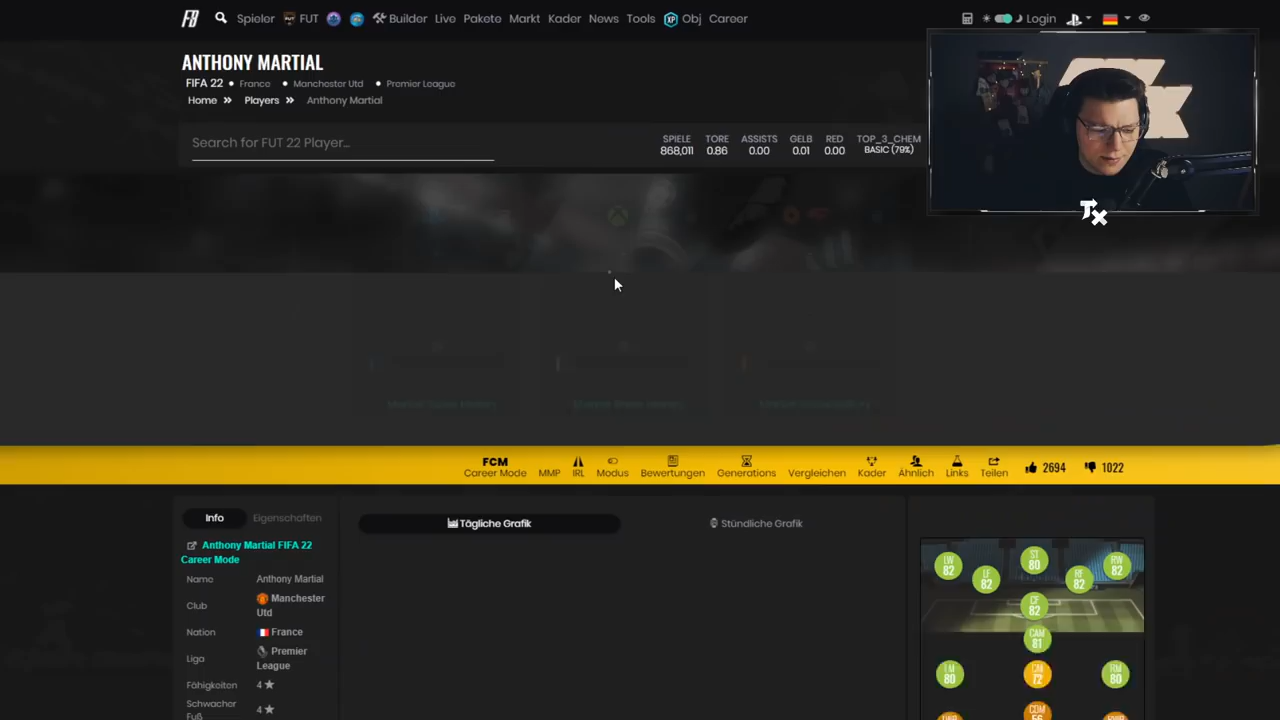 FB Spieler FUT Builder Live Pakete Markt Kader News Tools XP Obj Career Login
ANTHONY MARTIAL
FIFA 22 • France • Manchester Utd • Premier League
Home » Players » Anthony Martial
Search for FUT 22 Player...
SPIELE TORE ASSISTS GELB RED TOP_3_CHEM
868,011 0.86 0.00 0.01 0.00 BASIC (79%)
FCM
Career Mode MMP IRL Modus Bewertungen Generations Vergleichen Kader Ähnlich Links Teilen 2694 1022
Info Eigenschaften
Tägliche Grafik Stündliche Grafik
Anthony Martial FIFA 22
Career Mode
Name Anthony Martial
Club Manchester
Utd
Nation France
Liga Premier
League
Fähigkeiten 4★
Schwacher
Fuß 4★
LW
82
ST
80
RW
82
LF
82
RF
82
CF
82
CAM
81
LM
80
CM
72
RM
80
CDM
56